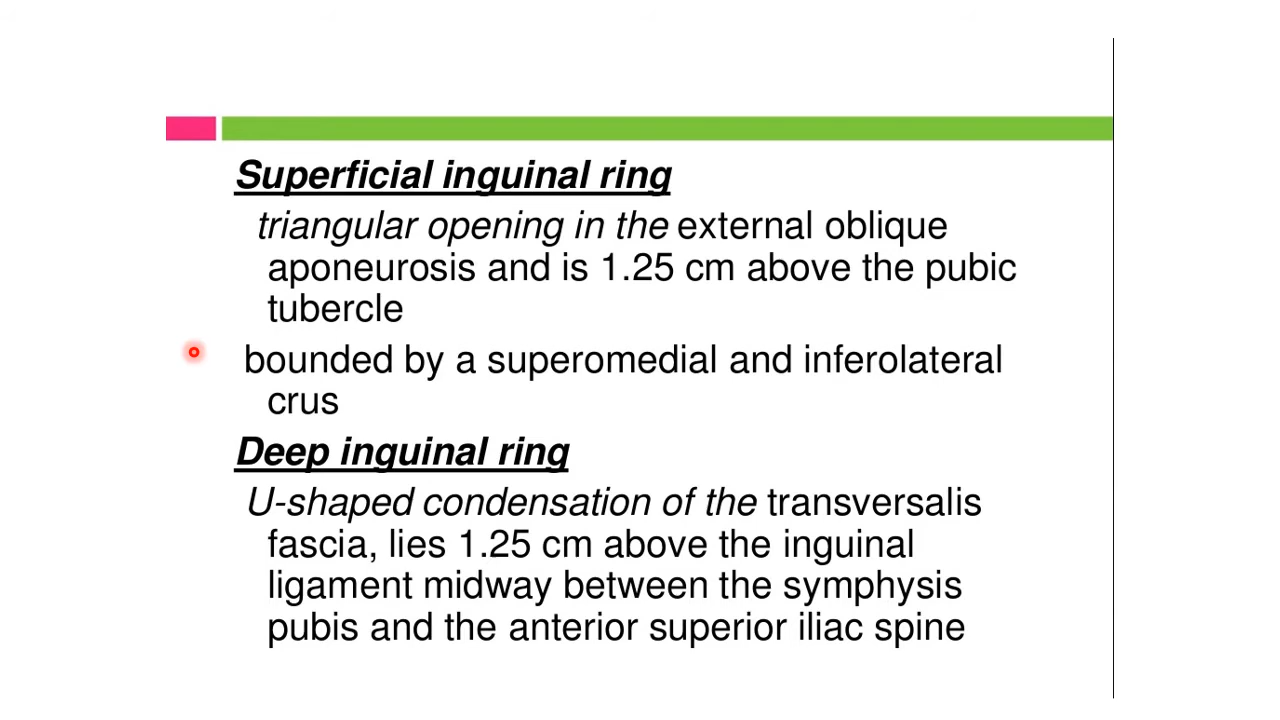 Superficial inguinal ring
triangular opening in the external oblique
aponeurosis and is 1.25 cm above the pubic
tubercle
bounded by a superomedial and inferolateral
crus
Deep inguinal ring
U-shaped condensation of the transversalis
fascia, lies 1.25 cm above the inguinal
ligament midway between the symphysis
pubis and the anterior superior iliac spine